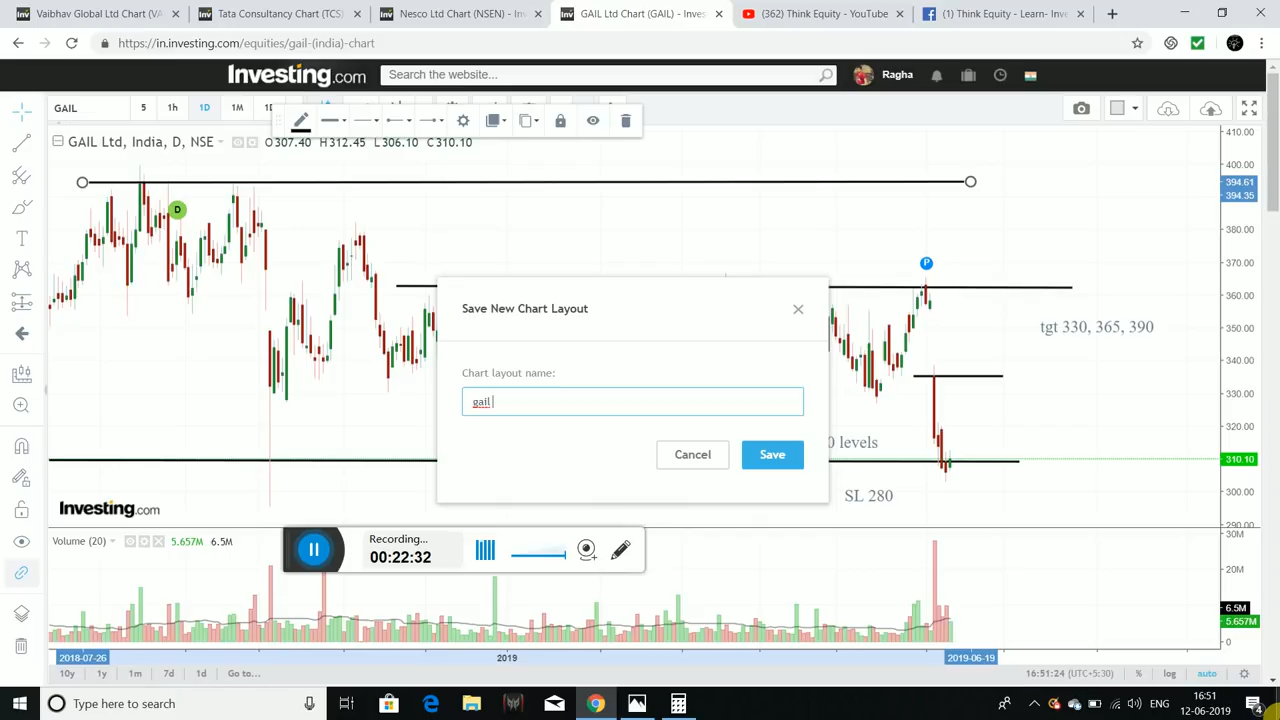 Vaibhav Global Ltd Chart (VA
Tata Consultancy Chart (TCS)
Nesco Ltd Chart (NSEN) - In
GAIL Ltd Chart (GAIL) - Inves
(362) Think Equity - YouTube
(1) Think Equity - Learn- Inve
https://in.investing.com/equities/gail-(india)-chart
Investing.com
Search the website...
Ragha
GAIL
5
1h
1D
1M
GAIL Ltd, India, D, NSE
O307.40 H312.45 L306.10 C310.10
410.00
400.00
394.61
394.35
380.00
370.00
360.00
350.00
340.00
330.00
320.00
310.10
300.00
290.00
D
P
tgt 330, 365, 390
0 levels
SL 280
Save New Chart Layout
Chart layout name:
gail
Cancel
Save
Investing.com
Recording...
00:22:32
Volume (20)
5.657M
6.5M
30M
20M
6.5M
5.657M
0
2018-07-26
2019
2019-06-19
10y
1y
1m
7d
1d
Go to...
16:51:24 (UTC+5:30)
%
log
auto
Type here to search
ENG
16:51
12-06-2019
4